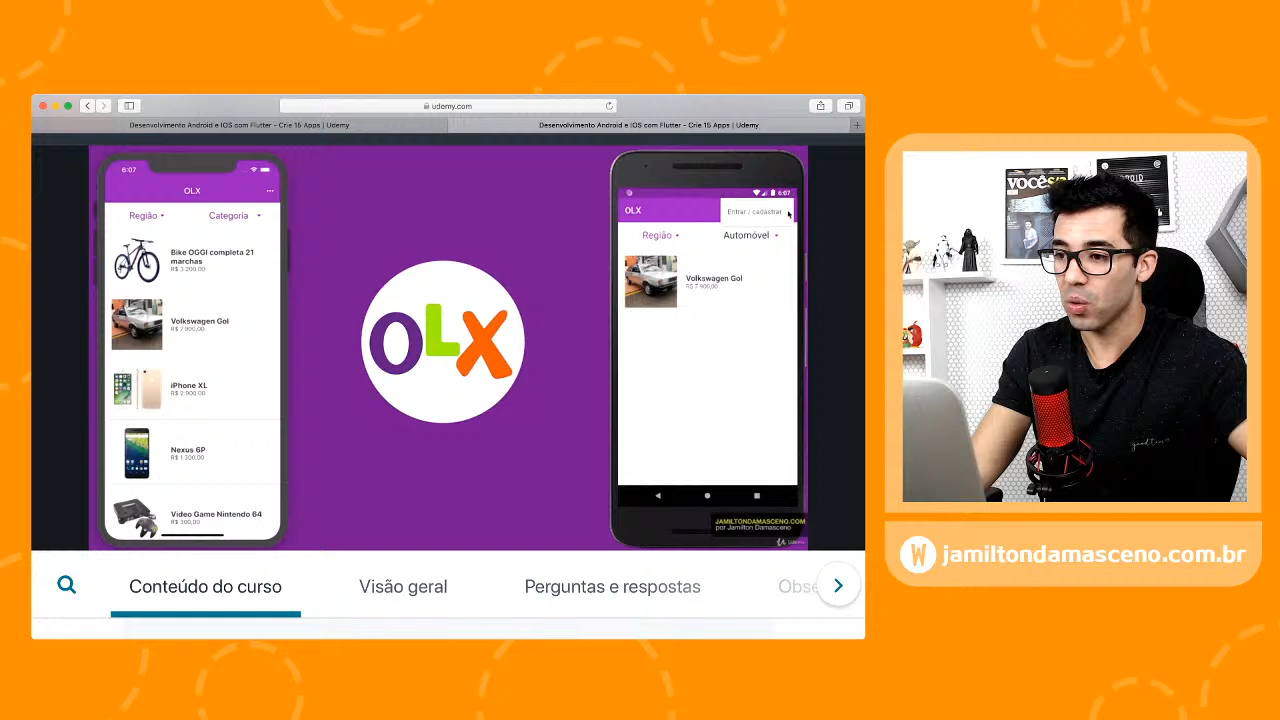 udemy.com
Desenvolvimento Android e IOS com Flutter - Crie 15 Apps | Udemy
Desenvolvimento Android e IOS com Flutter - Crie 15 Apps | Udemy
6:07
OLX
Região
Categoria
Bike OGGI completa 21
marchas
R$ 3 200,00
Volkswagen Gol
R$ 7 900,00
iPhone XL
R$ 2.900,00
Nexus 6P
R$ 1 300,00
Video Game Nintendo 64
R$ 300,00
OLX
6:07
OLX
Entrar / cadastrar
Região
Automóvel
Volkswagen Gol
R$ 7 900,00
JAMILTONDAMASCENO.COM
por Jamilton Damasceno
Udemy
Conteúdo do curso
Visão geral
Perguntas e respostas
jamiltondamasceno.com.br